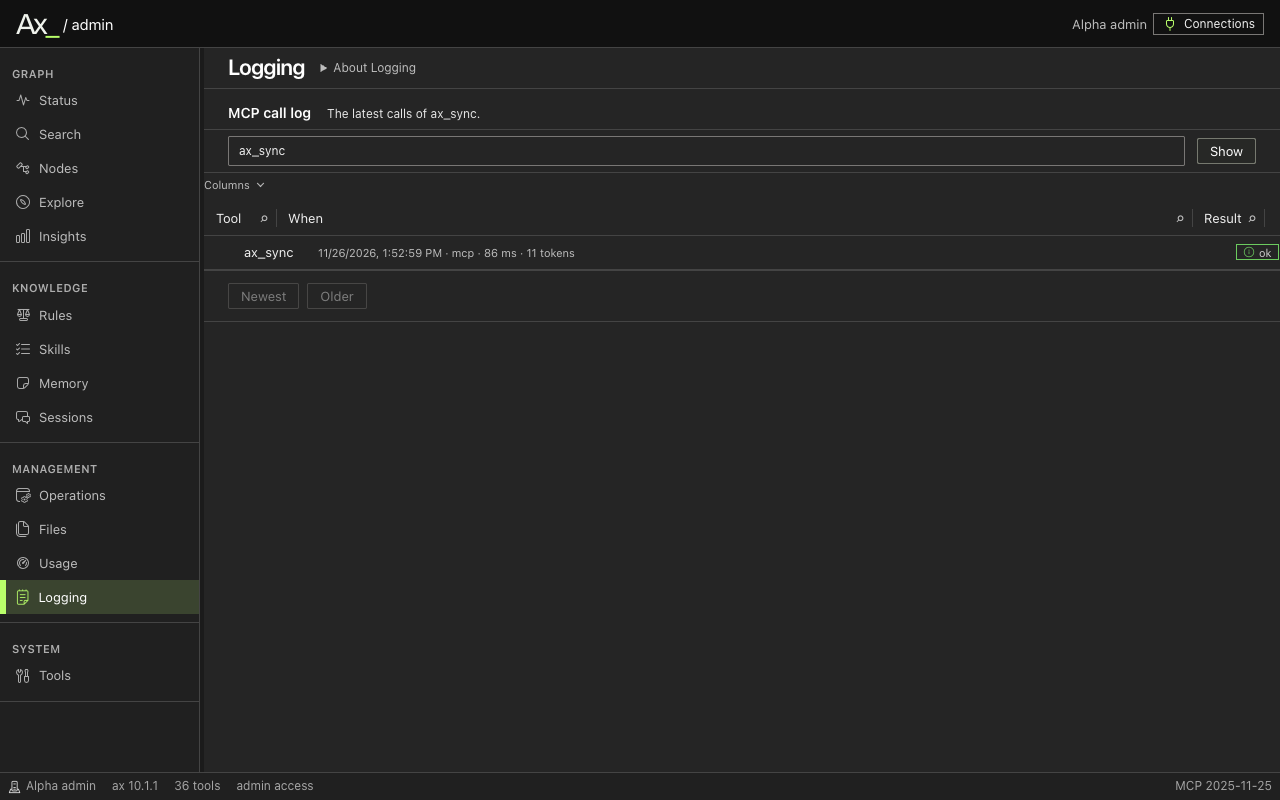 Ax_ / admin
Alpha admin
Connections
GRAPH
Status
Search
Nodes
Explore
Insights
KNOWLEDGE
Rules
Skills
Memory
Sessions
MANAGEMENT
Operations
Files
Usage
Logging
SYSTEM
Tools
Logging
About Logging
MCP call log The latest calls of ax_sync.
ax_sync
Show
Columns
Tool When Result
ax_sync 11/26/2026, 1:52:59 PM · mcp · 86 ms · 11 tokens ok
Newest Older
Alpha admin ax 10.1.1 36 tools admin access MCP 2025-11-25